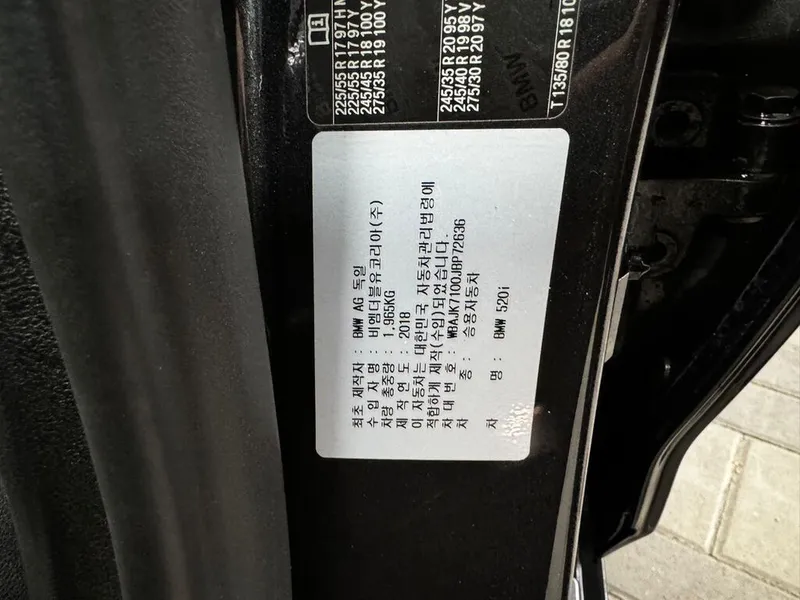 225/55 R 17 97 H M
225/55 R 17 97 Y
245/45 R 18 100 Y
275/35 R 19 100 Y
245/35 R 20 95 Y
245/40 R 19 98 V
275/30 R 20 97 Y
BMW
T 135/80 R 18 10
최초 제작자 : BMW AG 독일
수 입 자 명 : 비엠더블유코리아(주)
차량 총중량 : 1,965KG
제 작 연 도 : 2018
이 자동차는 대한민국 자동차관리법령에
적합하게 제작(수입)되었습니다.
차 대 번 호 : WBAJK7100JBP72636
차 종 : 승용자동차
차 명 : BMW 520i